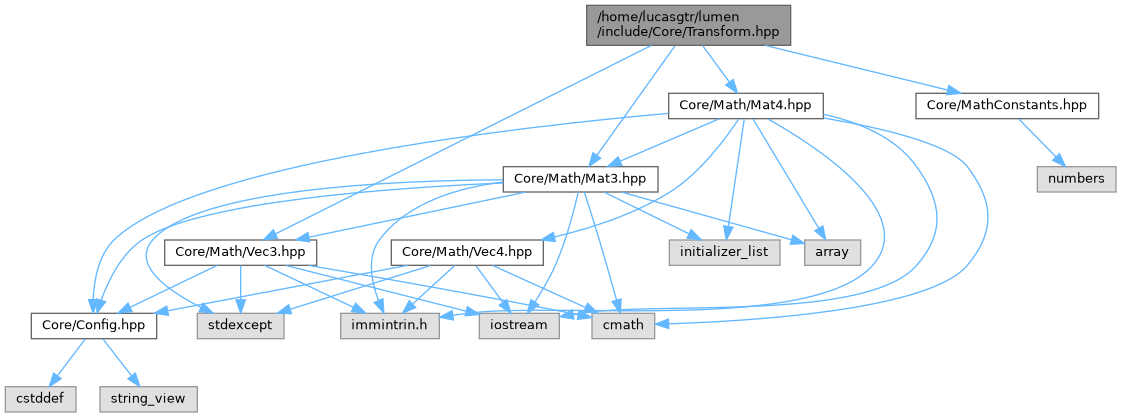 /home/lucasgtr/lumen
/include/Core/Transform.hpp
Core/Math/Mat4.hpp
Core/MathConstants.hpp
Core/Math/Mat3.hpp
numbers
Core/Math/Vec3.hpp
Core/Math/Vec4.hpp
initializer_list
array
Core/Config.hpp
stdexcept
immintrin.h
iostream
cmath
cstddef
string_view